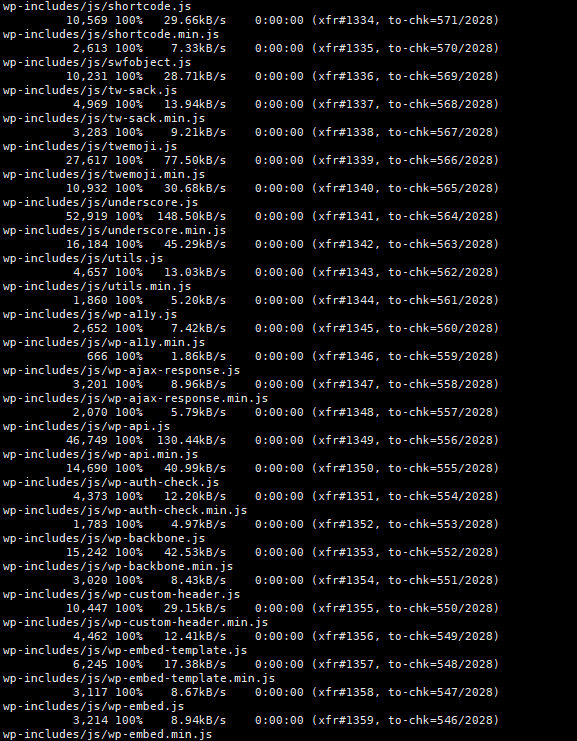 wp-includes/js/shortcode.js
10,569 100% 29.66kB/s 0:00:00 (xfr#1334, to-chk=571/2028)
wp-includes/js/shortcode.min.js
2,613 100% 7.33kB/s 0:00:00 (xfr#1335, to-chk=570/2028)
wp-includes/js/swfobject.js
10,231 100% 28.71kB/s 0:00:00 (xfr#1336, to-chk=569/2028)
wp-includes/js/tw-sack.js
4,969 100% 13.94kB/s 0:00:00 (xfr#1337, to-chk=568/2028)
wp-includes/js/tw-sack.min.js
3,283 100% 9.21kB/s 0:00:00 (xfr#1338, to-chk=567/2028)
wp-includes/js/twemoji.js
27,617 100% 77.50kB/s 0:00:00 (xfr#1339, to-chk=566/2028)
wp-includes/js/twemoji.min.js
10,932 100% 30.68kB/s 0:00:00 (xfr#1340, to-chk=565/2028)
wp-includes/js/underscore.js
52,919 100% 148.50kB/s 0:00:00 (xfr#1341, to-chk=564/2028)
wp-includes/js/underscore.min.js
16,184 100% 45.29kB/s 0:00:00 (xfr#1342, to-chk=563/2028)
wp-includes/js/utils.js
4,657 100% 13.03kB/s 0:00:00 (xfr#1343, to-chk=562/2028)
wp-includes/js/utils.min.js
1,860 100% 5.20kB/s 0:00:00 (xfr#1344, to-chk=561/2028)
wp-includes/js/wp-a11y.js
2,652 100% 7.42kB/s 0:00:00 (xfr#1345, to-chk=560/2028)
wp-includes/js/wp-a11y.min.js
666 100% 1.86kB/s 0:00:00 (xfr#1346, to-chk=559/2028)
wp-includes/js/wp-ajax-response.js
3,201 100% 8.96kB/s 0:00:00 (xfr#1347, to-chk=558/2028)
wp-includes/js/wp-ajax-response.min.js
2,070 100% 5.79kB/s 0:00:00 (xfr#1348, to-chk=557/2028)
wp-includes/js/wp-api.js
46,749 100% 130.44kB/s 0:00:00 (xfr#1349, to-chk=556/2028)
wp-includes/js/wp-api.min.js
14,690 100% 40.99kB/s 0:00:00 (xfr#1350, to-chk=555/2028)
wp-includes/js/wp-auth-check.js
4,373 100% 12.20kB/s 0:00:00 (xfr#1351, to-chk=554/2028)
wp-includes/js/wp-auth-check.min.js
1,783 100% 4.97kB/s 0:00:00 (xfr#1352, to-chk=553/2028)
wp-includes/js/wp-backbone.js
15,242 100% 42.53kB/s 0:00:00 (xfr#1353, to-chk=552/2028)
wp-includes/js/wp-backbone.min.js
3,020 100% 8.43kB/s 0:00:00 (xfr#1354, to-chk=551/2028)
wp-includes/js/wp-custom-header.js
10,447 100% 29.15kB/s 0:00:00 (xfr#1355, to-chk=550/2028)
wp-includes/js/wp-custom-header.min.js
4,462 100% 12.41kB/s 0:00:00 (xfr#1356, to-chk=549/2028)
wp-includes/js/wp-embed-template.js
6,245 100% 17.38kB/s 0:00:00 (xfr#1357, to-chk=548/2028)
wp-includes/js/wp-embed-template.min.js
3,117 100% 8.67kB/s 0:00:00 (xfr#1358, to-chk=547/2028)
wp-includes/js/wp-embed.js
3,214 100% 8.94kB/s 0:00:00 (xfr#1359, to-chk=546/2028)
wp-includes/js/wp-embed.min.js